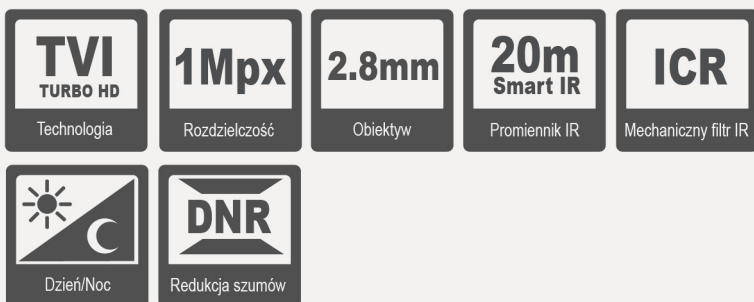 TVI
TURBO HD
Technologia
1Mpx
Rozdzielczość
2.8mm
Obiektyw
20m
Smart IR
Promiennik IR
ICR
Mechaniczny filtr IR
Dzień/Noc
DNR
Redukcja szumów